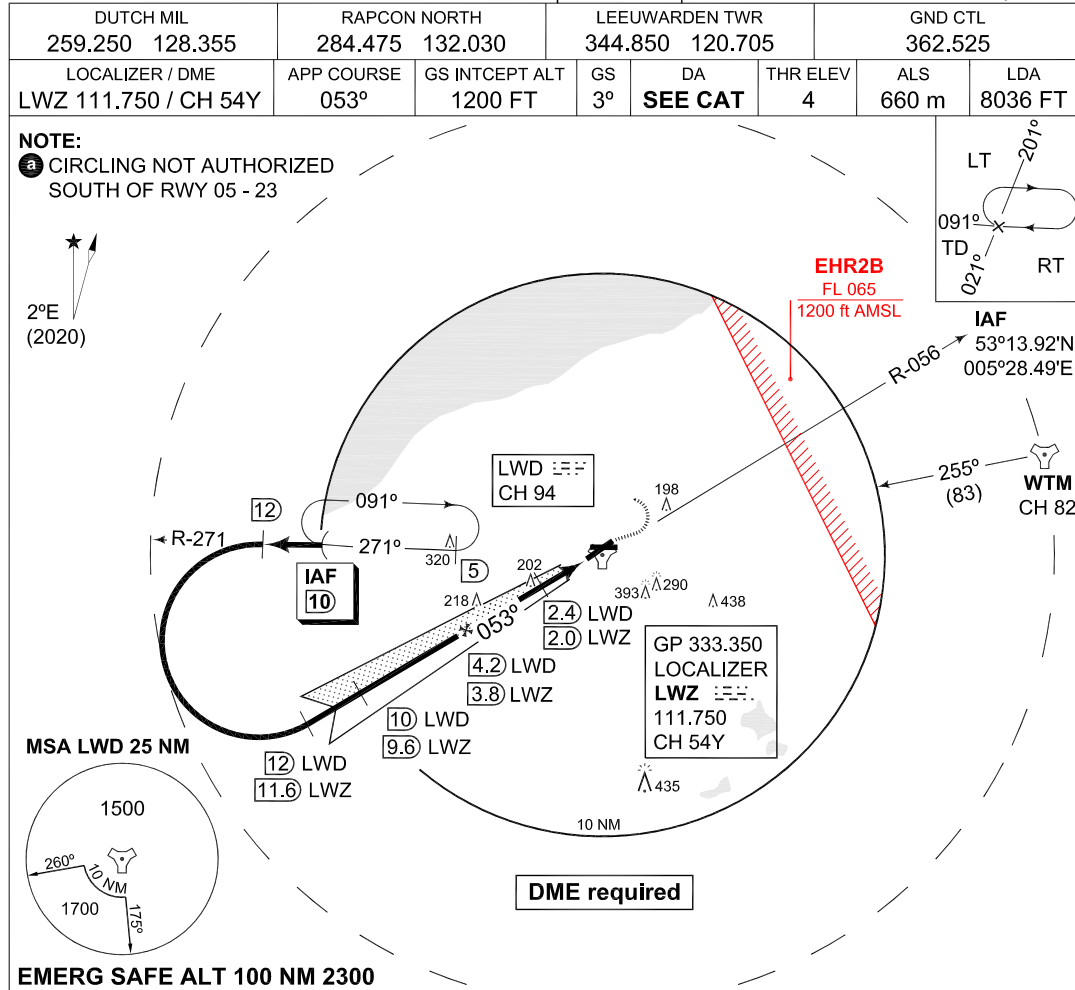 DUTCH MIL
259.250 128.355
RAPCON NORTH
284.475 132.030
LEEUWARDEN TWR
344.850 120.705
GND CTL
362.525
LOCALIZER / DME
LWZ 111.750 / CH 54Y
APP COURSE
053º
GS INTCEPT ALT
1200 FT
GS
3º
DA
SEE CAT
THR ELEV
4
ALS
660 m
LDA
8036 FT
NOTE:
a CIRCLING NOT AUTHORIZED
SOUTH OF RWY 05 - 23
2ºE
(2020)
LT
201º
091º
TD
021º
RT
EHR2B
FL 065
1200 ft AMSL
IAF
53º13.92'N
005º28.49'E
R-056
255º
(83)
WTM
CH 82
LWD
CH 94
198
12
091º
R-271
271º
320
5
IAF
10
202
218
053º
393
290
438
2.4 LWD
2.0 LWZ
4.2 LWD
3.8 LWZ
10 LWD
9.6 LWZ
12 LWD
11.6 LWZ
GP 333.350
LOCALIZER
LWZ
111.750
CH 54Y
435
10 NM
MSA LWD 25 NM
1500
260º
10 NM
1700
175º
DME required
EMERG SAFE ALT 100 NM 2300